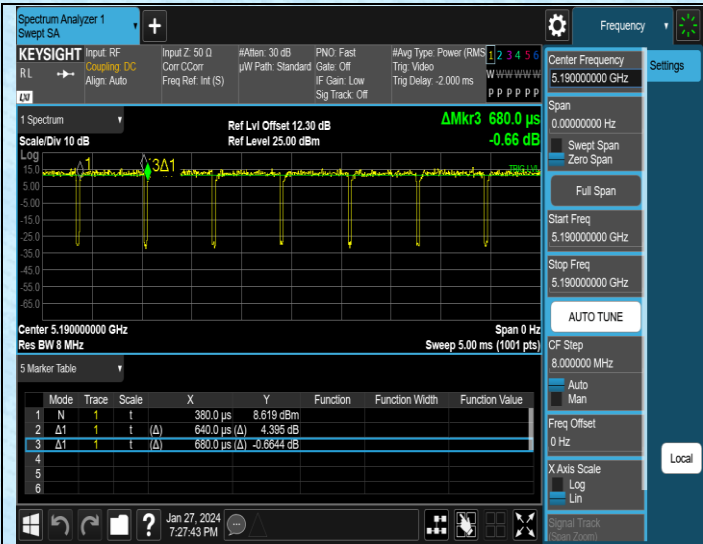 Spectrum Analyzer 1
Swept SA
+
Frequency
KEYSIGHT
RL
LXI
Input: RF
Coupling: DC
Align: Auto
Input Z: 50 Ω
Corr CCorr
Freq Ref: Int (S)
#Atten: 30 dB
µW Path: Standard
PNO: Fast
Gate: Off
IF Gain: Low
Sig Track: Off
#Avg Type: Power (RMS
Trig: Video
Trig Delay: -2.000 ms
1 2 3 4 5 6
W W W W W W
P P P P P P
1 Spectrum
Scale/Div 10 dB
Ref Lvl Offset 12.30 dB
Ref Level 25.00 dBm
ΔMkr3 680.0 µs
-0.66 dB
Log
15.0
5.00
-5.00
-15.0
-25.0
-35.0
-45.0
-55.0
-65.0
1
3Δ1
TRIG LVL
Center 5.190000000 GHz
Res BW 8 MHz
Span 0 Hz
Sweep 5.00 ms (1001 pts)
5 Marker Table
Mode Trace Scale X Y Function Function Width Function Value
1 N 1 t 380.0 µs 8.619 dBm
2 Δ1 1 t (Δ) 640.0 µs (Δ) 4.395 dB
3 Δ1 1 t (Δ) 680.0 µs (Δ) -0.6644 dB
4
5
6
?
Jan 27, 2024
7:27:43 PM
Center Frequency
5.190000000 GHz
Span
0.00000000 Hz
Swept Span
Zero Span
Full Span
Start Freq
5.190000000 GHz
Stop Freq
5.190000000 GHz
AUTO TUNE
CF Step
8.000000 MHz
Auto
Man
Freq Offset
0 Hz
X Axis Scale
Log
Lin
Signal Track
(Span Zoom)
Settings
Local